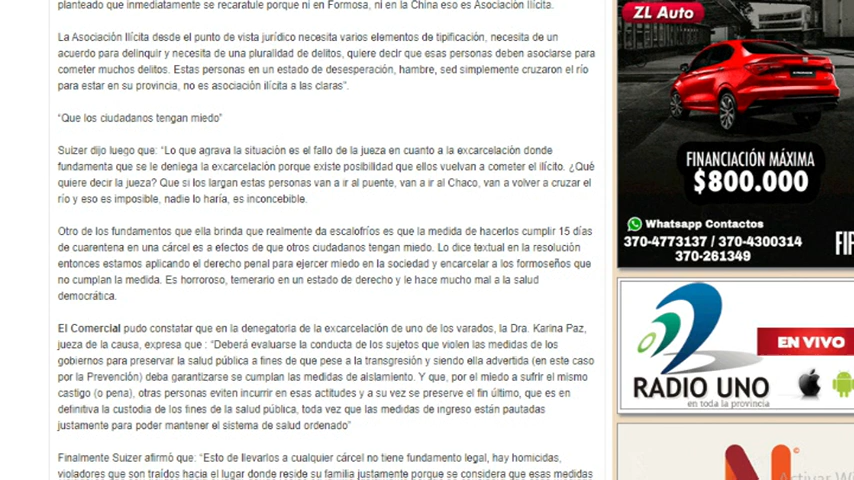 planteado que inmediatamente se recaratule porque ni en Formosa, ni en la China eso es Asociación Ilícita.
La Asociación Ilícita desde el punto de vista jurídico necesita varios elementos de tipificación, necesita de un
acuerdo para delinquir y necesita de una pluralidad de delitos, quiere decir que esas personas deben asociarse para
cometer muchos delitos. Estas personas en un estado de desesperación, hambre, sed simplemente cruzaron el río
para estar en su provincia, no es asociación ilícita a las claras”.
“Que los ciudadanos tengan miedo”
Suizer dijo luego que: “Lo que agrava la situación es el fallo de la jueza en cuanto a la excarcelación donde
fundamenta que se le deniega la excarcelación porque existe posibilidad que ellos vuelvan a cometer el ilícito. ¿Qué
quiere decir la jueza? Que si los largan estas personas van a ir al puente, van a ir al Chaco, van a volver a cruzar el
río y eso es imposible, nadie lo haría, es inconcebible.
Otro de los fundamentos que ella brinda que realmente da escalofríos es que la medida de hacerlos cumplir 15 días
de cuarentena en una cárcel es a efectos de que otros ciudadanos tengan miedo. Lo dice textual en la resolución
entonces estamos aplicando el derecho penal para ejercer miedo en la sociedad y encarcelar a los formoseños que
no cumplan la medida. Es horroroso, temerario en un estado de derecho y le hace mucho mal a la salud
democrática.
El Comercial pudo constatar que en la denegatoria de la excarcelación de uno de los varados, la Dra. Karina Paz,
jueza de la causa, expresa que : “Deberá evaluarse la conducta de los sujetos que violen las medidas de los
gobiernos para preservar la salud pública a fines de que pese a la transgresión y siendo ella advertida (en este caso
por la Prevención) deba garantizarse se cumplan las medidas de aislamiento. Y que, por el miedo a sufrir el mismo
castigo (o pena), otras personas eviten incurrir en esas actitudes y a su vez se preserve el fin último, que es en
definitiva la custodia de los fines de la salud pública, toda vez que las medidas de ingreso están pautadas
justamente para poder mantener el sistema de salud ordenado”
Finalmente Suizer afirmó que: “Esto de llevarlos a cualquier cárcel no tiene fundamento legal, hay homicidas,
violadores que son traídos hacia el lugar donde reside su familia justamente porque se considera que esas medidas
ZL Auto
FINANCIACIÓN MÁXIMA
$800.000
Whatsapp Contactos
370-4773137 / 370-4300314
370-261349
FI
EN VIVO
RADIO UNO
en toda la provincia
Activar Wi